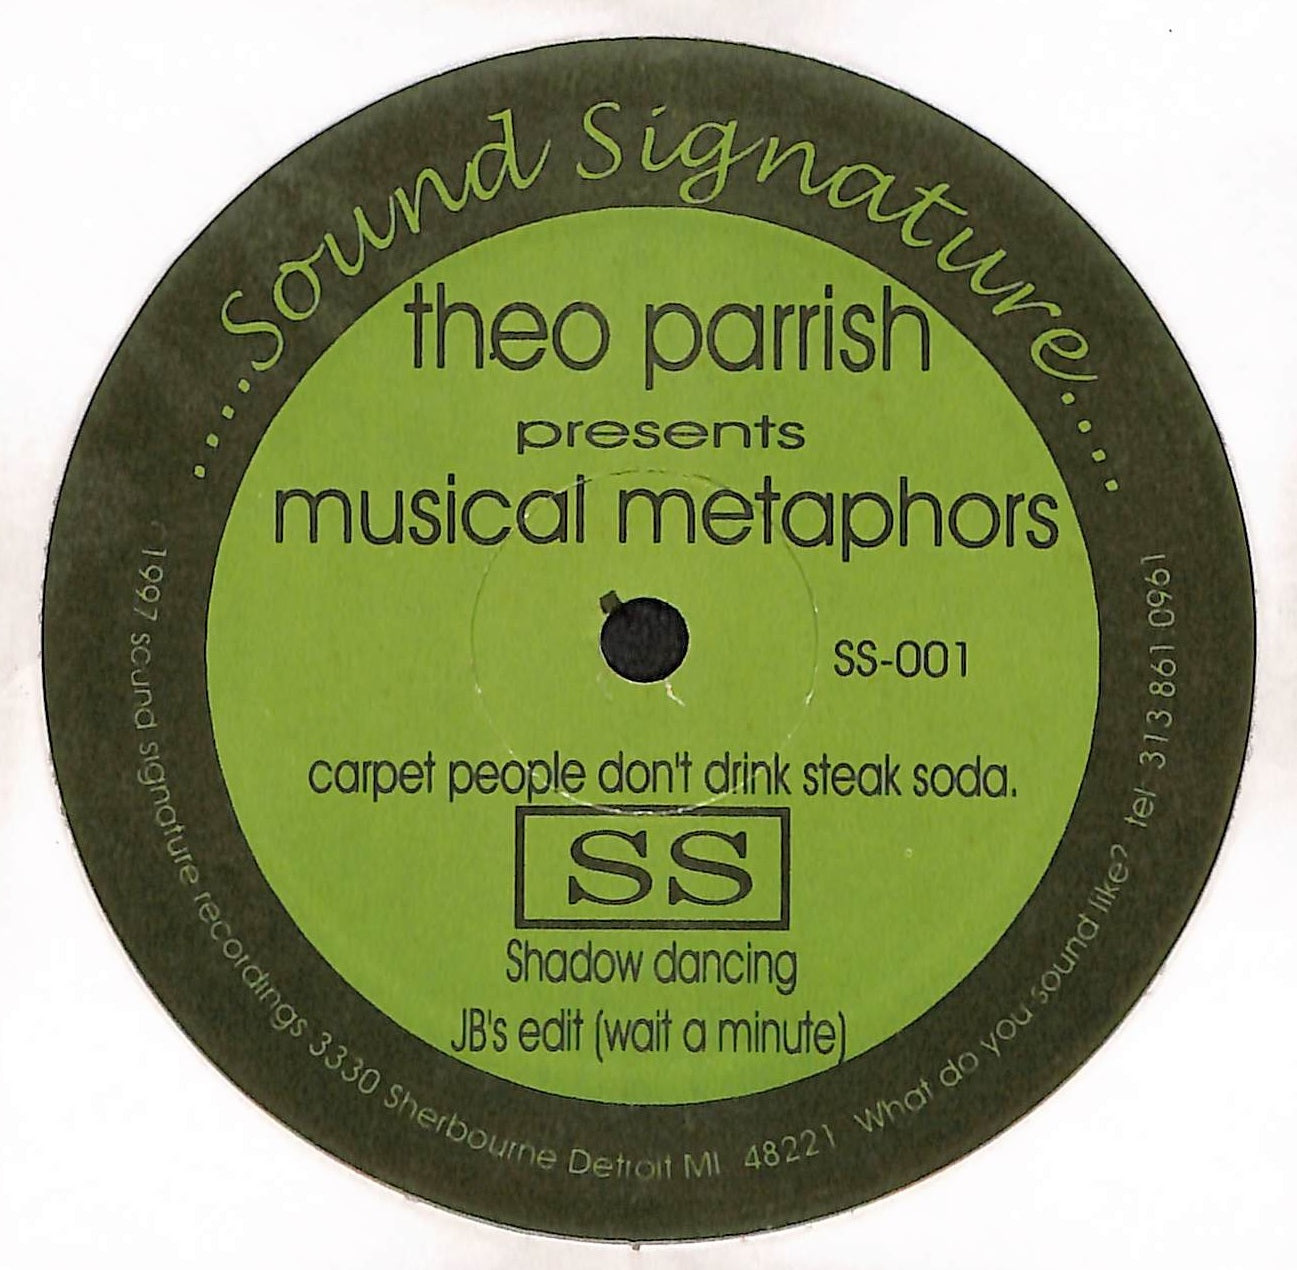 ....Sound Signature....
theo parrish
presents
musical metaphors
SS-001
carpet people don't drink steak soda.
SS
Shadow dancing
JB's edit (wait a minute)
1997 sound signature recordings 3330 Sherbourne Detroit MI 48221 What do you sound like? tel 313 861 0961